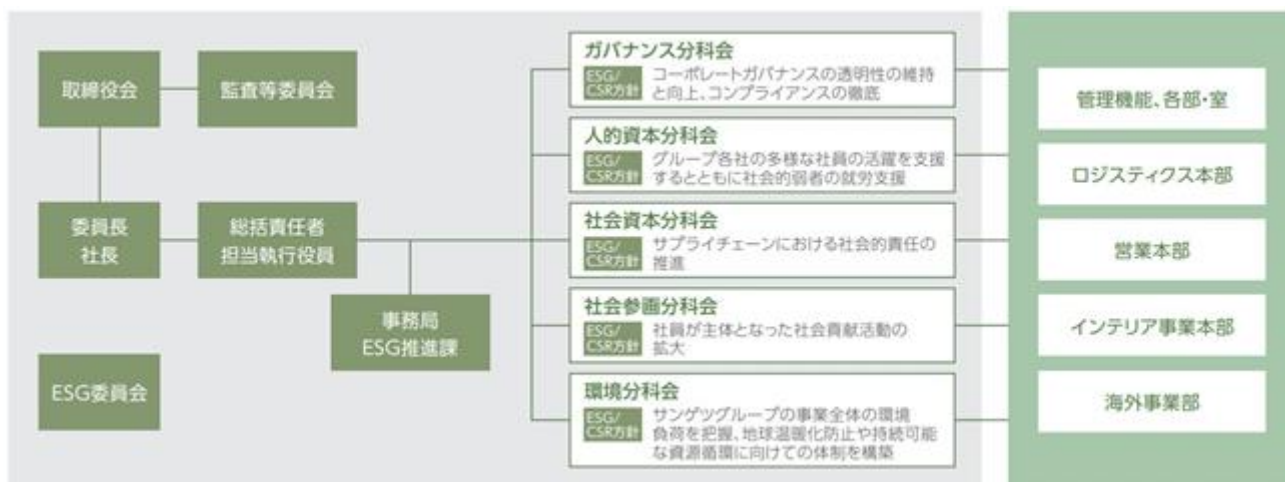 取締役会
監査等委員会
委員長
社長
総括責任者
担当執行役員
事務局
ESG推進課
ESG委員会
ガバナンス分科会
ESG/
CSR方針
コーポレートガバナンスの透明性の維持
と向上、コンプライアンスの徹底
人的資本分科会
ESG/
CSR方針
グループ各社の多様な社員の活躍を支援
するとともに社会的弱者の就労支援
社会資本分科会
ESG/
CSR方針
サプライチェーンにおける社会的責任の
推進
社会参画分科会
ESG/
CSR方針
社員が主体となった社会貢献活動の
拡大
環境分科会
ESG/
CSR方針
サンゲツグループの事業全体の環境
負荷を把握、地球温暖化防止や持続可能
な資源循環に向けての体制を構築
管理機能、各部・室
ロジスティクス本部
営業本部
インテリア事業本部
海外事業部